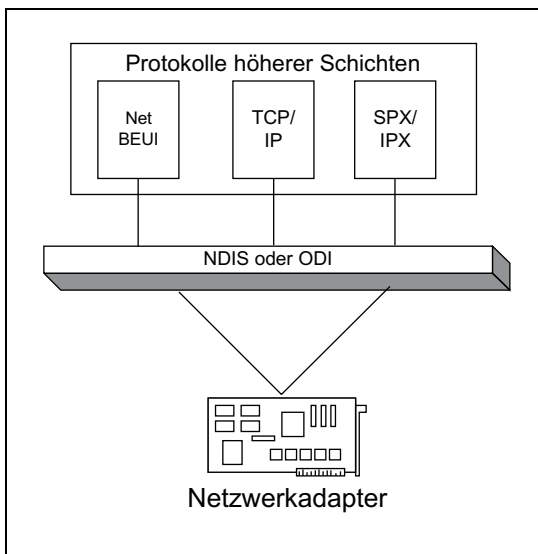 Protokolle höherer Schichten
Net
BEUI
TCP/
IP
SPX/
IPX
NDIS oder ODI
Netzwerkadapter